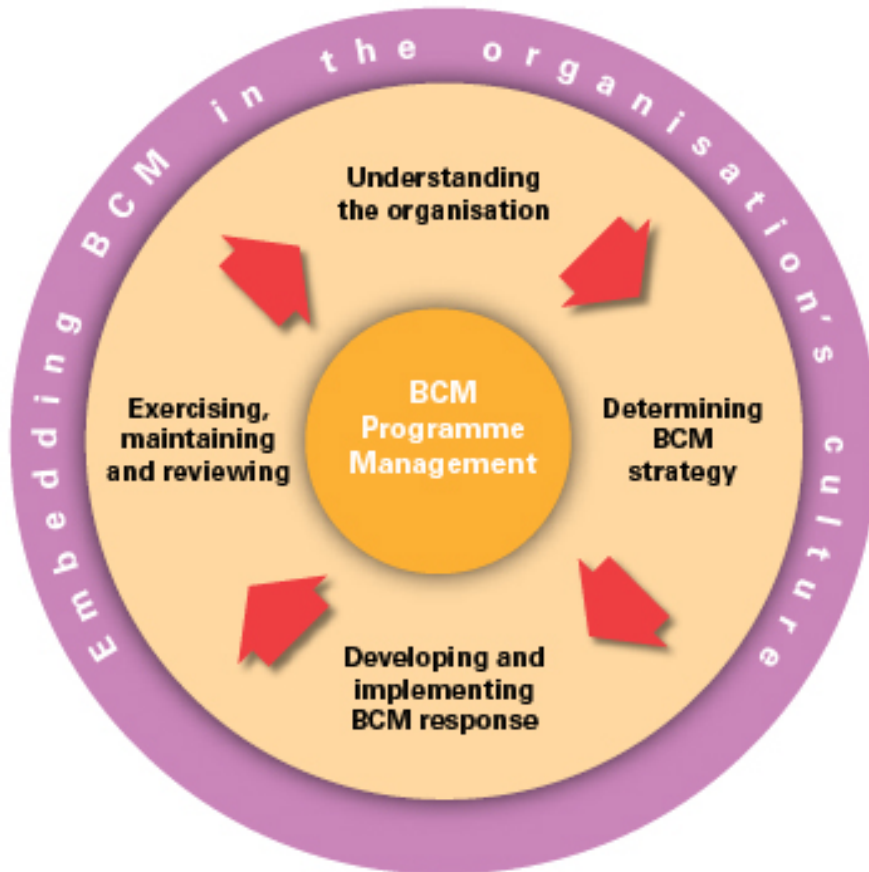 Embedding BCM in the organisation's culture
Understanding
the organisation
Exercising,
maintaining
and reviewing
BCM
Programme
Management
Determining
BCM
strategy
Developing and
implementing
BCM response